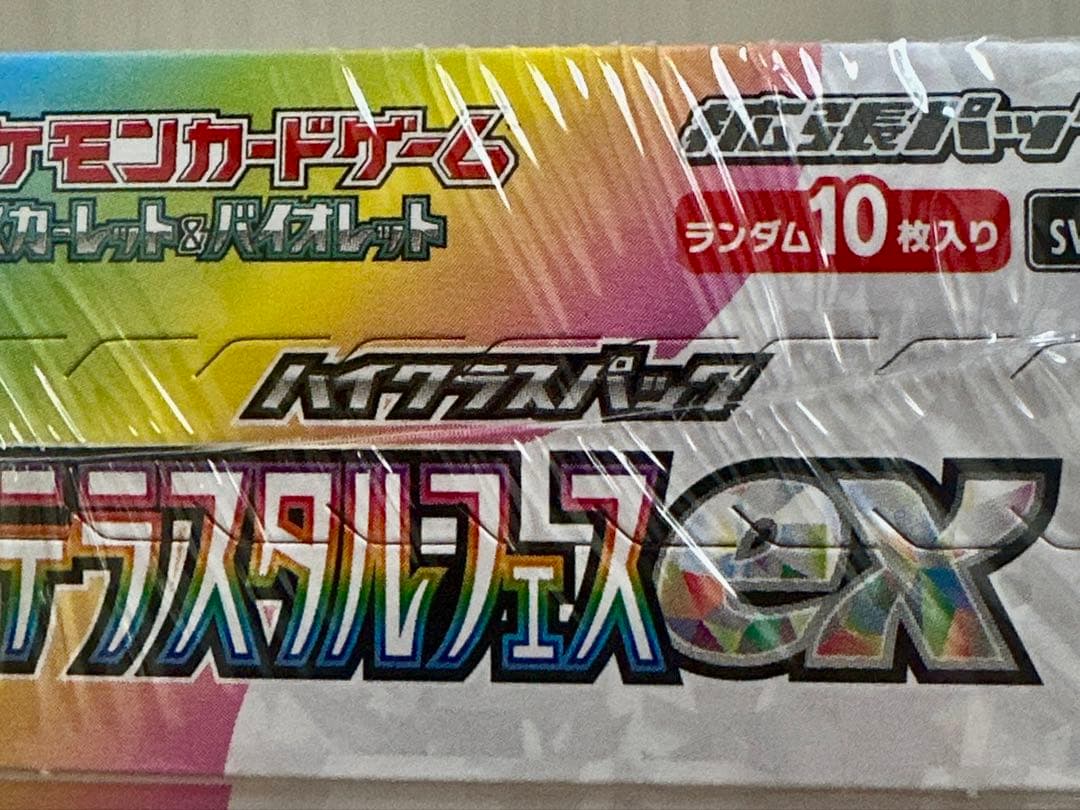 ケモンカードゲーム
スカーレット&バイオレット
拡張パッ
ランダム10枚入り
SV
ハイクラスパック
テラスタルフェスex